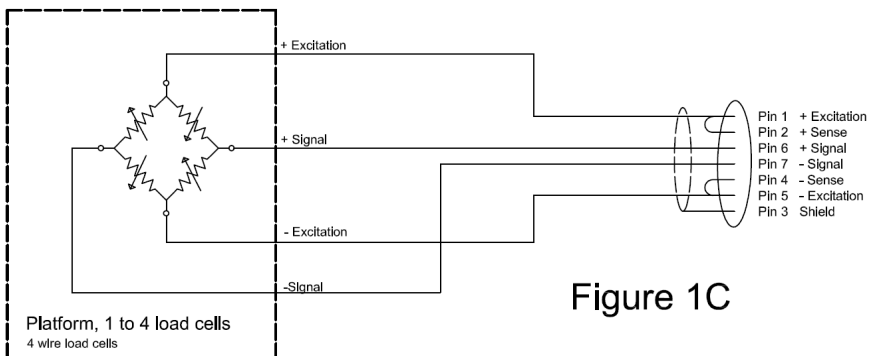 + Excitation
+ Signal
- Excitation
-Signal
Platform, 1 to 4 load cells
4 wire load cells
Pin 1 + Excitation
Pin 2 + Sense
Pin 6 + Signal
Pin 7 - Signal
Pin 4 - Sense
Pin 5 - Excitation
Pin 3 Shield
Figure 1C